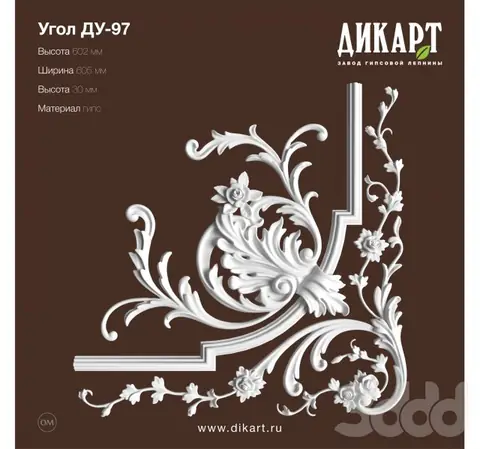 Угол ДУ-97
Высота 602 мм
Ширина 605 мм
Высота 30 мм
Материал гипс
ДИКАРТ
ЗАВОД ГИПСОВОЙ ЛЕПНИНЫ
www.dikart.ru
3ddd